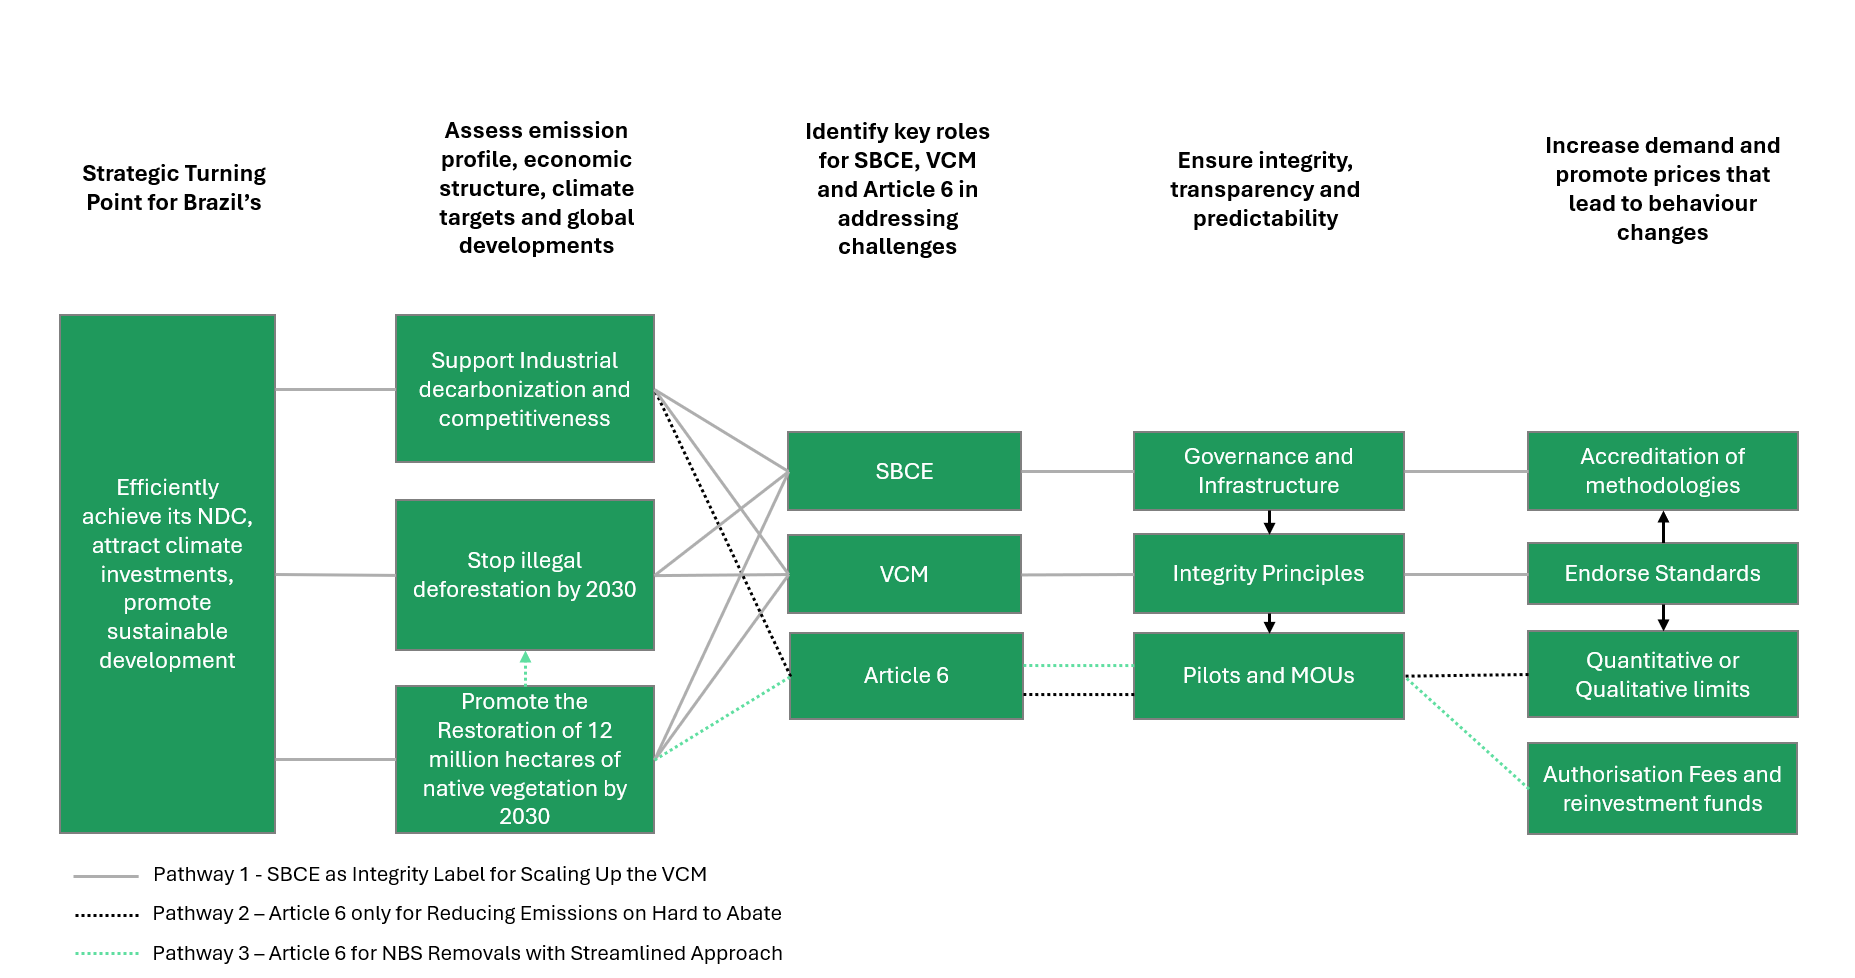 Strategic Turning
Point for Brazil's
Assess emission
profile, economic
structure, climate
targets and global
developments
Identify key roles
for SBCE, VCM
and Article 6 in
addressing
challenges
Ensure integrity,
transparency and
predictability
Increase demand and
promote prices that
lead to behaviour
changes
Efficiently
achieve its NDC,
attract climate
investments,
promote
sustainable
development
Support Industrial
decarbonization and
competitiveness
Stop illegal
deforestation by 2030
Promote the
Restoration of 12
million hectares of
native vegetation by
2030
SBCE
VCM
Article 6
Governance and
Infrastructure
Integrity Principles
Pilots and MOUs
Accreditation of
methodologies
Endorse Standards
Quantitative or
Qualitative limits
Authorisation Fees and
reinvestment funds
Pathway 1 - SBCE as Integrity Label for Scaling Up the VCM
Pathway 2 – Article 6 only for Reducing Emissions on Hard to Abate
Pathway 3 – Article 6 for NBS Removals with Streamlined Approach